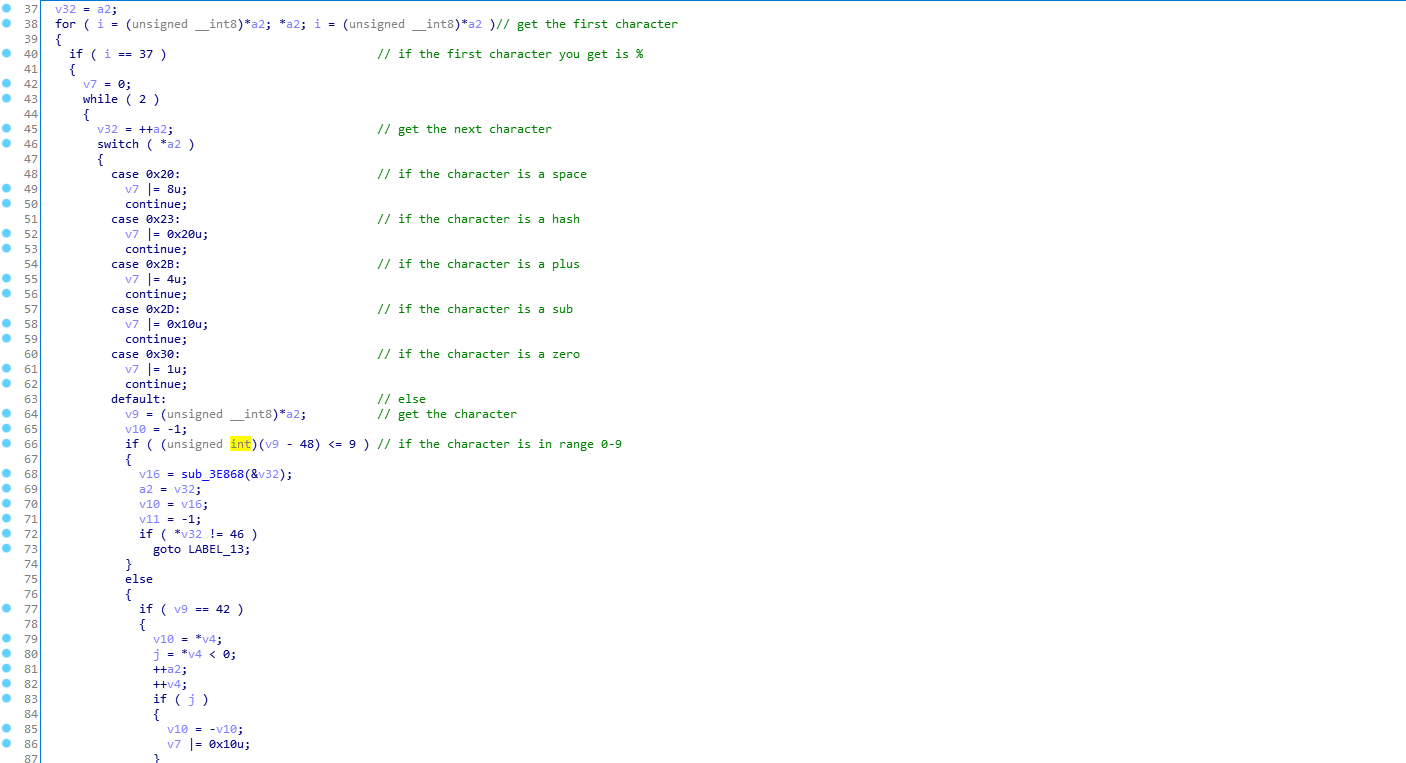 37 v32 = a2;
38 for ( i = (unsigned __int8)*a2; *a2; i = (unsigned __int8)*a2 )// get the first character
39 {
40 if ( i == 37 ) // if the first character you get is %
41 {
42 v7 = 0;
43 while ( 2 )
44 {
45 v32 = ++a2; // get the next character
46 switch ( *a2 )
47 {
48 case 0x20: // if the character is a space
49 v7 |= 8u;
50 continue;
51 case 0x23: // if the character is a hash
52 v7 |= 0x20u;
53 continue;
54 case 0x2B: // if the character is a plus
55 v7 |= 4u;
56 continue;
57 case 0x2D: // if the character is a sub
58 v7 |= 0x10u;
59 continue;
60 case 0x30: // if the character is a zero
61 v7 |= 1u;
62 continue;
63 default: // else
64 v9 = (unsigned __int8)*a2; // get the character
65 v10 = -1;
66 if ( (unsigned int)(v9 - 48) <= 9 ) // if the character is in range 0-9
67 {
68 v16 = sub_3E868(&v32);
69 a2 = v32;
70 v10 = v16;
71 v11 = -1;
72 if ( *v32 != 46 )
73 goto LABEL_13;
74 }
75 else
76 {
77 if ( v9 == 42 )
78 {
79 v10 = *v4;
80 j = *v4 < 0;
81 ++a2;
82 ++v4;
83 if ( j )
84 {
85 v10 = -v10;
86 v7 |= 0x10u;
87 }